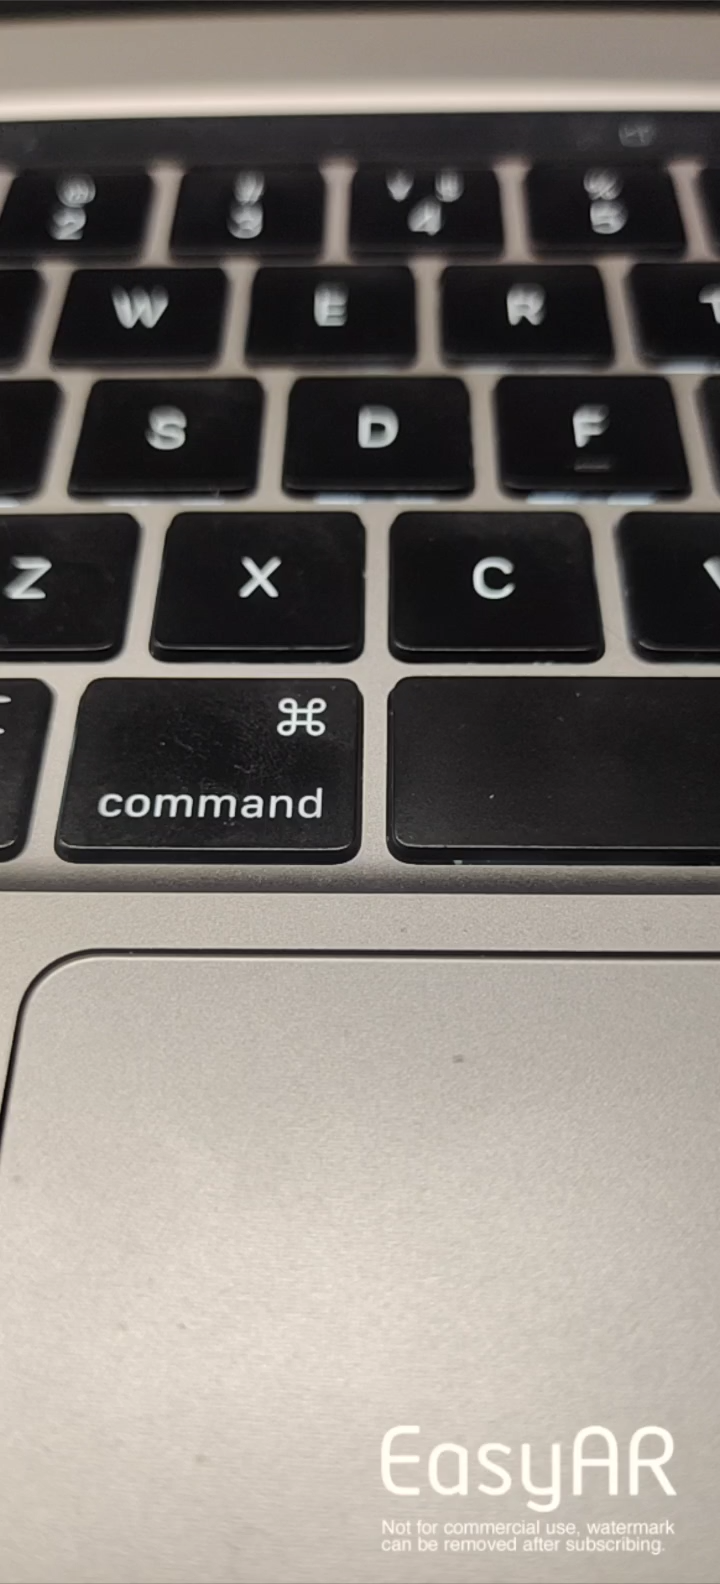 @ # %
2 3 4 5
W E R T
S D F
Z X C V
⌘
command
EasyAR
Not for commercial use, watermark
can be removed after subscribing.